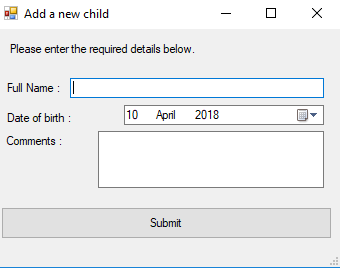 Add a new child
Please enter the required details below.
Full Name :
Date of birth : 10 April 2018
Comments :
Submit